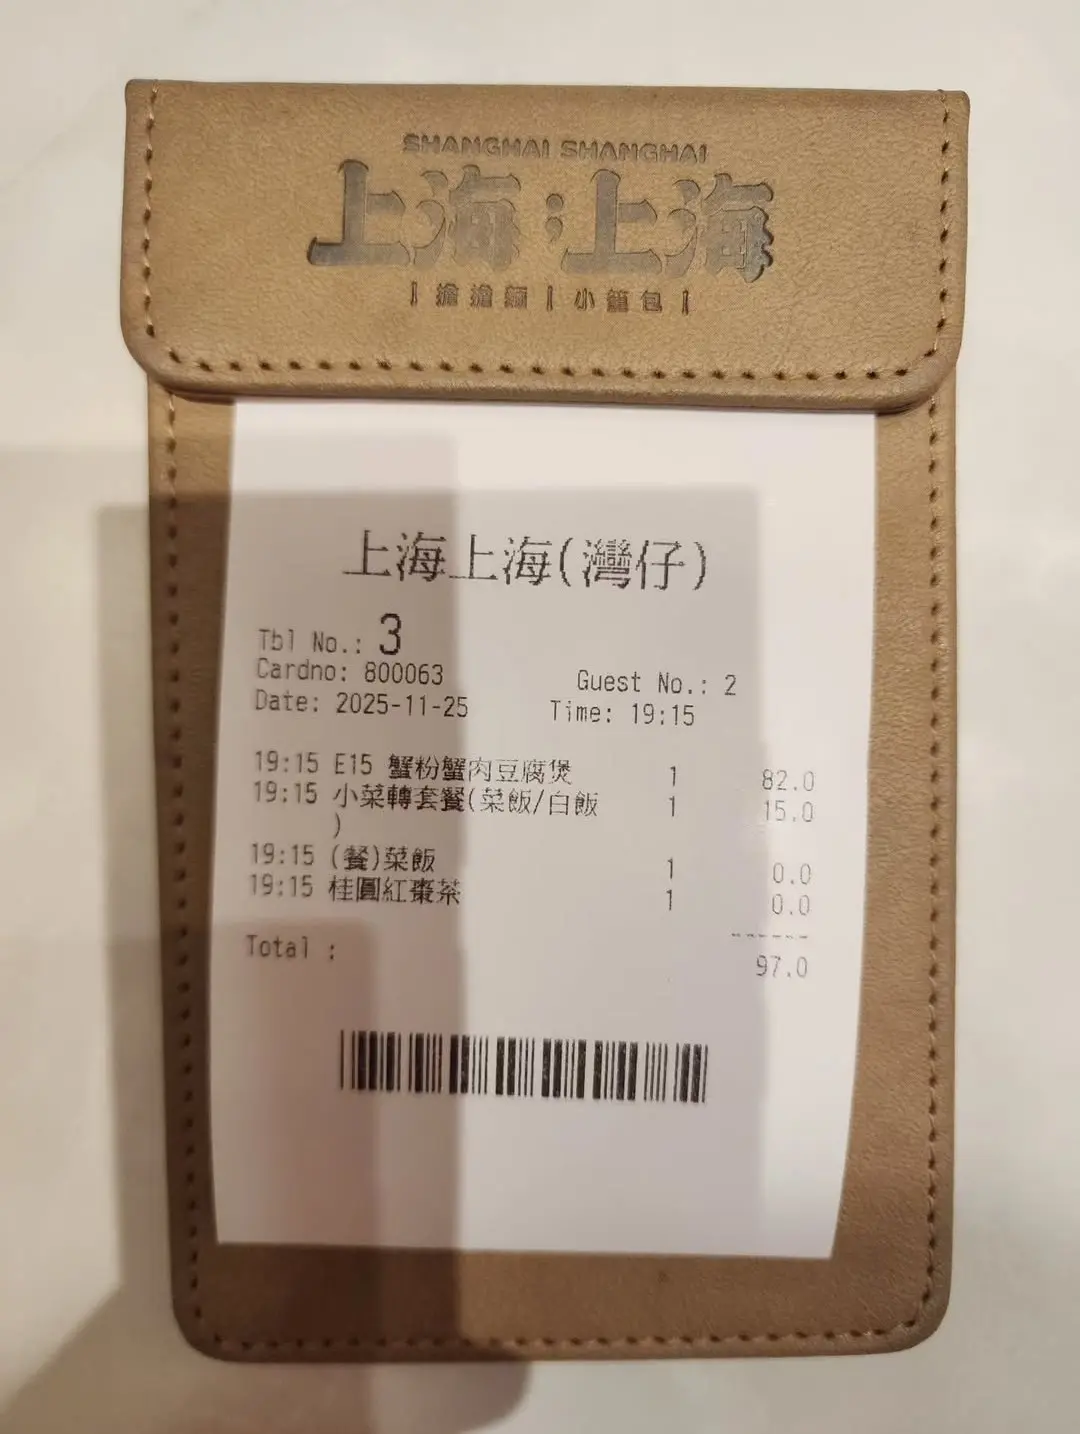 SHANGHAI SHANGHAI
上海;上海
| 擔擔麵 | 小籠包 |
上海上海(灣仔)
Tbl No.: 3
Cardno: 800063 Guest No.: 2
Date: 2025-11-25 Time: 19:15
19:15 E15 蟹粉蟹肉豆腐煲 1 82.0
19:15 小菜轉套餐(菜飯/白飯 1 15.0
)
19:15 (餐)菜飯 1 0.0
19:15 桂圓紅棗茶 1 0.0
------
Total : 97.0